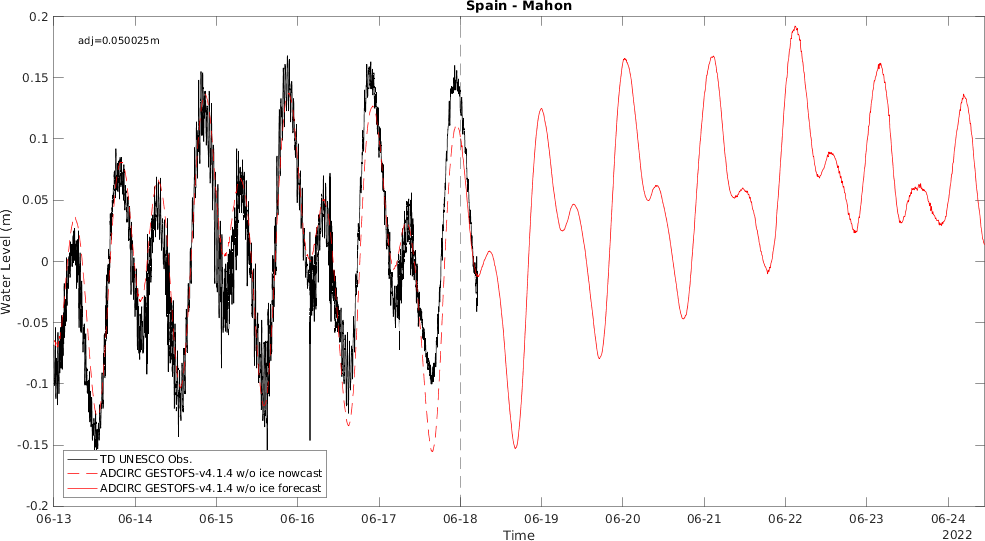 Spain - Mahon
adj=0.050025m
Water Level (m)
0.2
0.15
0.1
0.05
0
-0.05
-0.1
-0.15
-0.2
TD UNESCO Obs.
ADCIRC GESTOFS-v4.1.4 w/o ice nowcast
ADCIRC GESTOFS-v4.1.4 w/o ice forecast
06-13 06-14 06-15 06-16 06-17 06-18 06-19 06-20 06-21 06-22 06-23 06-24
Time
2022